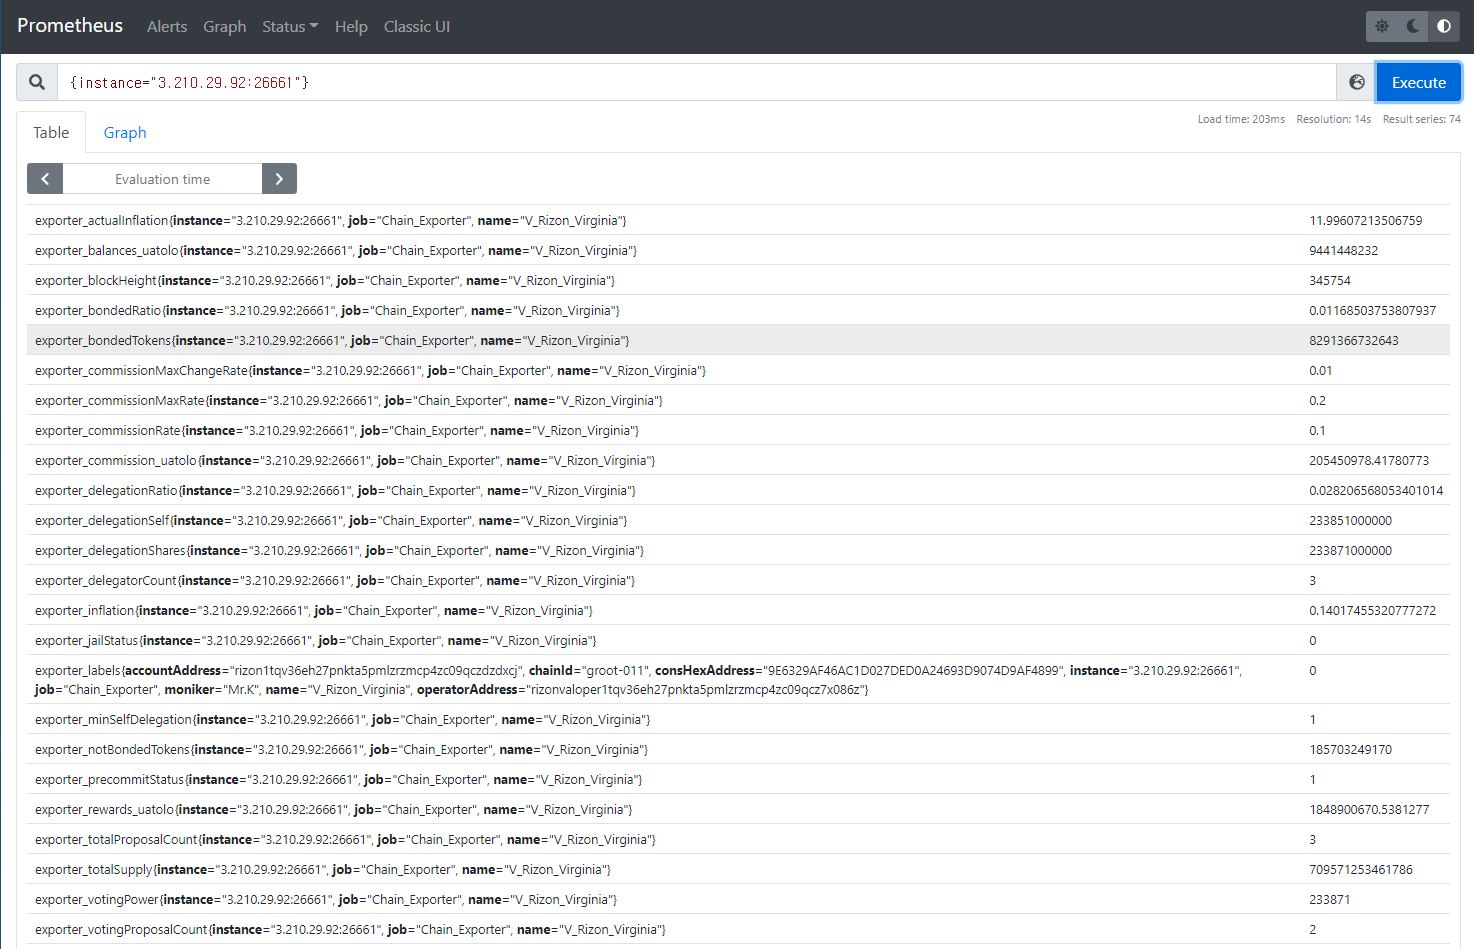 Prometheus Alerts Graph Status Help Classic UI
{instance="3.210.29.92:26661"} Execute
Table Graph
Load time: 203ms Resolution: 14s Result series: 74
Evaluation time
exporter_actualInflation{instance="3.210.29.92:26661", job="Chain_Exporter", name="V_Rizon_Virginia"} 11.99607213506759
exporter_balances_uatolo{instance="3.210.29.92:26661", job="Chain_Exporter", name="V_Rizon_Virginia"} 9441448232
exporter_blockHeight{instance="3.210.29.92:26661", job="Chain_Exporter", name="V_Rizon_Virginia"} 345754
exporter_bondedRatio{instance="3.210.29.92:26661", job="Chain_Exporter", name="V_Rizon_Virginia"} 0.01168503753807937
exporter_bondedTokens{instance="3.210.29.92:26661", job="Chain_Exporter", name="V_Rizon_Virginia"} 8291366732643
exporter_commissionMaxChangeRate{instance="3.210.29.92:26661", job="Chain_Exporter", name="V_Rizon_Virginia"} 0.01
exporter_commissionMaxRate{instance="3.210.29.92:26661", job="Chain_Exporter", name="V_Rizon_Virginia"} 0.2
exporter_commissionRate{instance="3.210.29.92:26661", job="Chain_Exporter", name="V_Rizon_Virginia"} 0.1
exporter_commission_uatolo{instance="3.210.29.92:26661", job="Chain_Exporter", name="V_Rizon_Virginia"} 205450978.41780773
exporter_delegationRatio{instance="3.210.29.92:26661", job="Chain_Exporter", name="V_Rizon_Virginia"} 0.028206568053401014
exporter_delegationSelf{instance="3.210.29.92:26661", job="Chain_Exporter", name="V_Rizon_Virginia"} 233851000000
exporter_delegationShares{instance="3.210.29.92:26661", job="Chain_Exporter", name="V_Rizon_Virginia"} 233871000000
exporter_delegatorCount{instance="3.210.29.92:26661", job="Chain_Exporter", name="V_Rizon_Virginia"} 3
exporter_inflation{instance="3.210.29.92:26661", job="Chain_Exporter", name="V_Rizon_Virginia"} 0.14017455320777272
exporter_jailStatus{instance="3.210.29.92:26661", job="Chain_Exporter", name="V_Rizon_Virginia"} 0
exporter_labels{accountAddress="rizon1tqv36eh27pnkta5pmlzrzmcp4zc09qczdzdxcj", chainId="groot-011", consHexAddress="9E6329AF46AC1D027DED0A24693D9074D9AF4899", instance="3.210.29.92:26661", 0
job="Chain_Exporter", moniker="Mr.K", name="V_Rizon_Virginia", operatorAddress="rizonvaloper1tqv36eh27pnkta5pmlzrzmcp4zc09qcz7x086z"}
exporter_minSelfDelegation{instance="3.210.29.92:26661", job="Chain_Exporter", name="V_Rizon_Virginia"} 1
exporter_notBondedTokens{instance="3.210.29.92:26661", job="Chain_Exporter", name="V_Rizon_Virginia"} 185703249170
exporter_precommitStatus{instance="3.210.29.92:26661", job="Chain_Exporter", name="V_Rizon_Virginia"} 1
exporter_rewards_uatolo{instance="3.210.29.92:26661", job="Chain_Exporter", name="V_Rizon_Virginia"} 1848900670.5381277
exporter_totalProposalCount{instance="3.210.29.92:26661", job="Chain_Exporter", name="V_Rizon_Virginia"} 3
exporter_totalSupply{instance="3.210.29.92:26661", job="Chain_Exporter", name="V_Rizon_Virginia"} 709571253461786
exporter_votingPower{instance="3.210.29.92:26661", job="Chain_Exporter", name="V_Rizon_Virginia"} 233871
exporter_votingProposalCount{instance="3.210.29.92:26661", job="Chain_Exporter", name="V_Rizon_Virginia"} 2